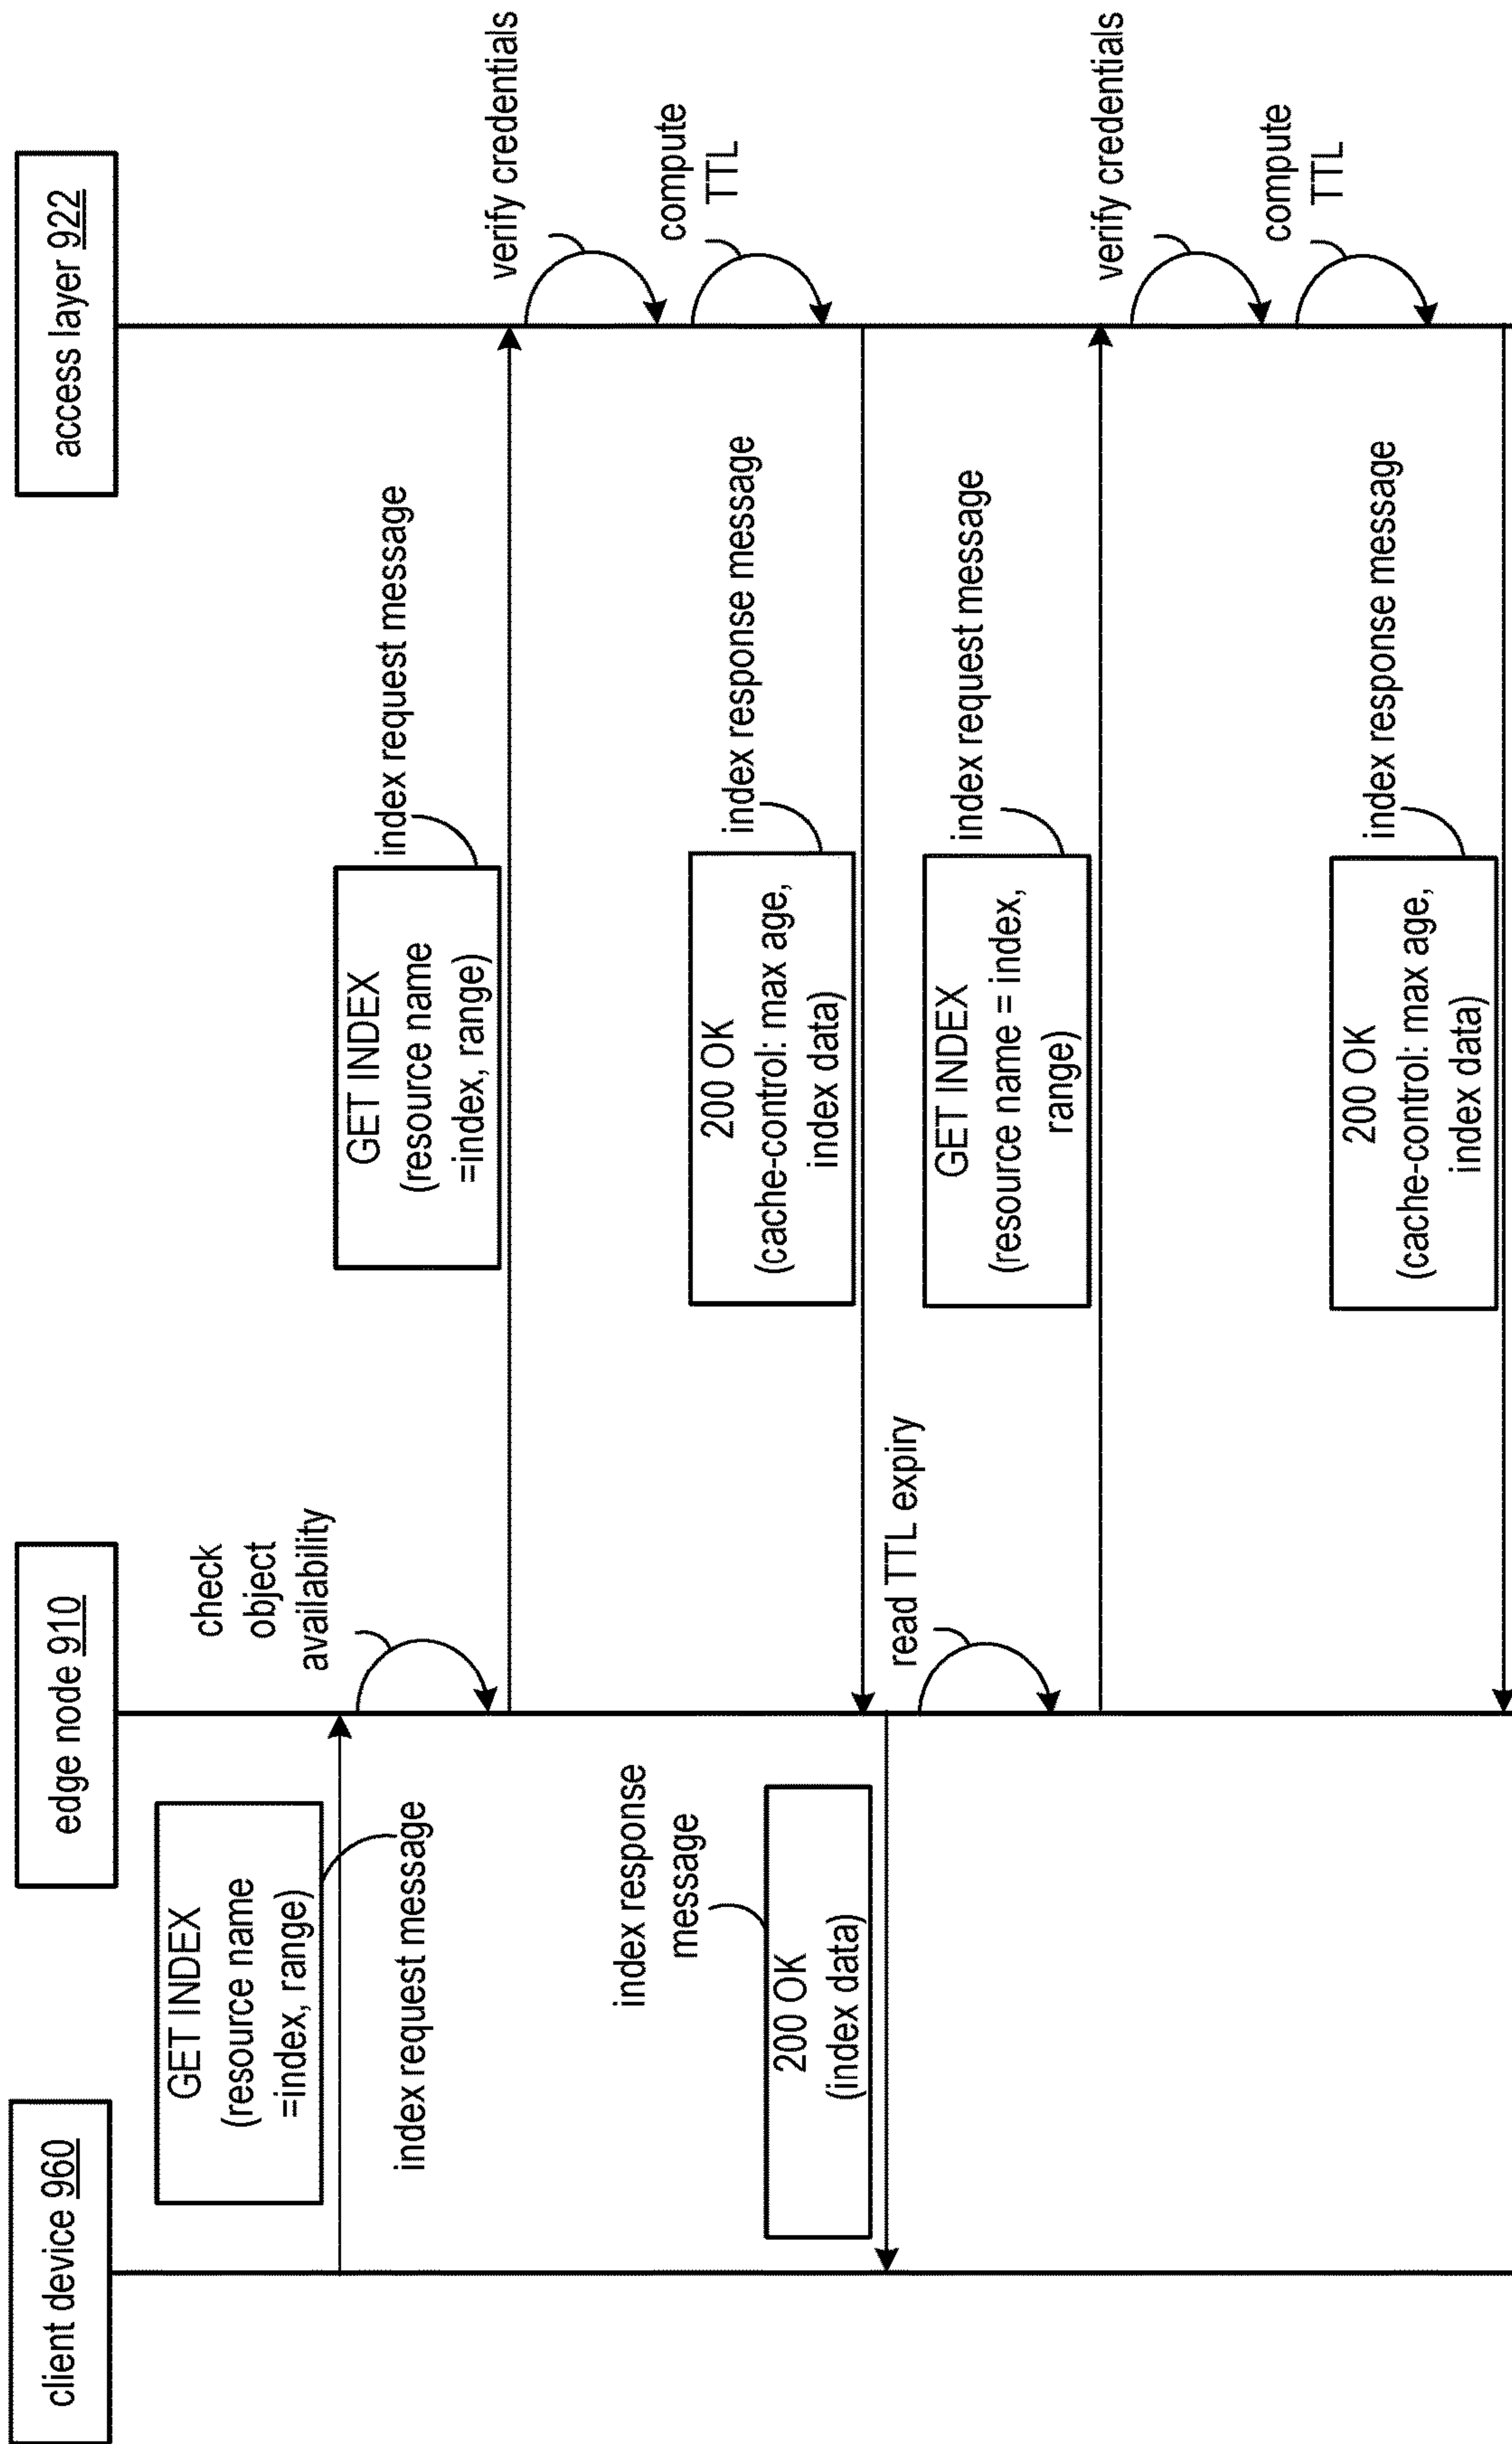 client device 960
edge node 910
access layer 922
GET INDEX
(resource name
=index, range)
index request message
check
object
availability
GET INDEX
(resource name
=index, range)
index request message
verify credentials
compute
TTL
200 OK
(cache-control: max age,
index data)
index response message
index response
message
200 OK
(index data)
read TTL expiry
GET INDEX
(resource name = index,
range)
index request message
verify credentials
compute
TTL
200 OK
(cache-control: max age,
index data)
index response message